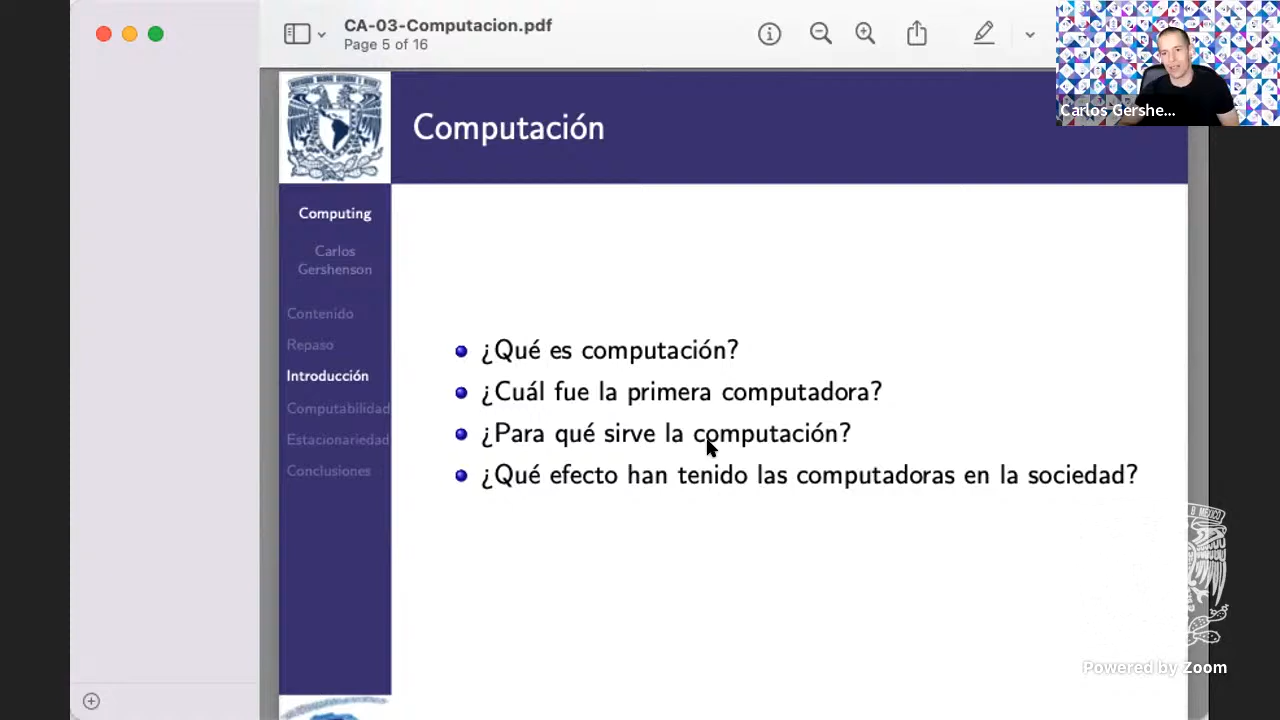 CA-03-Computacion.pdf
Page 5 of 16
Carlos Gershe...
Computación
Computing
Carlos
Gershenson
Contenido
Repaso
Introducción
Computabilidad
Estacionariedad
Conclusiones
¿Qué es computación?
¿Cuál fue la primera computadora?
¿Para qué sirve la computación?
¿Qué efecto han tenido las computadoras en la sociedad?
Powered by Zoom